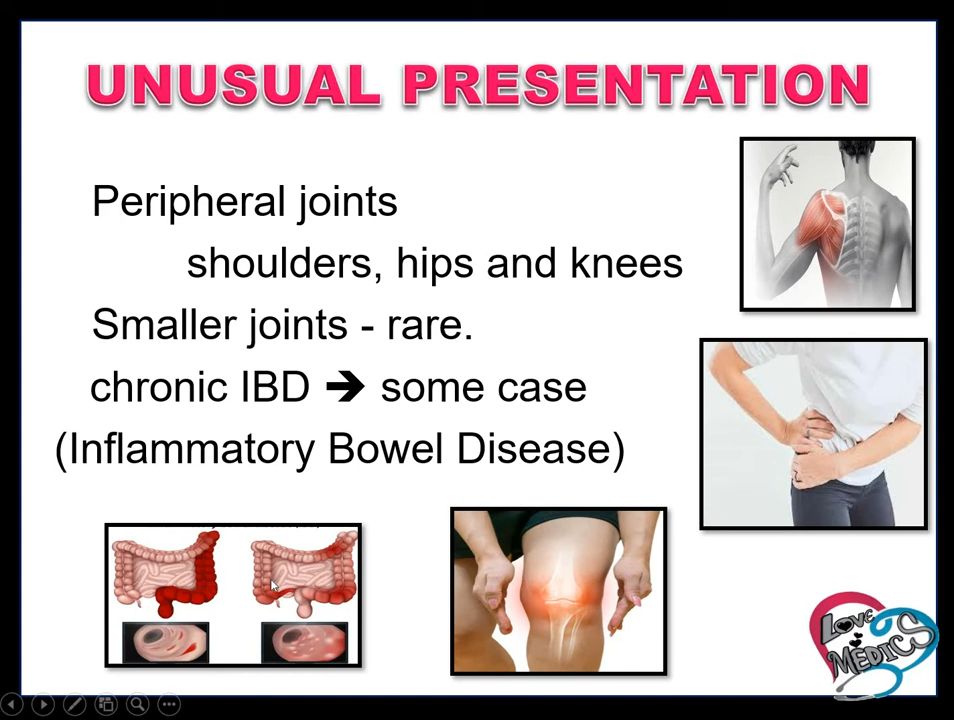 UNUSUAL PRESENTATION
Peripheral joints
shoulders, hips and knees
Smaller joints - rare.
chronic IBD ➔ some case
(Inflammatory Bowel Disease)
LOVE
MEDICS